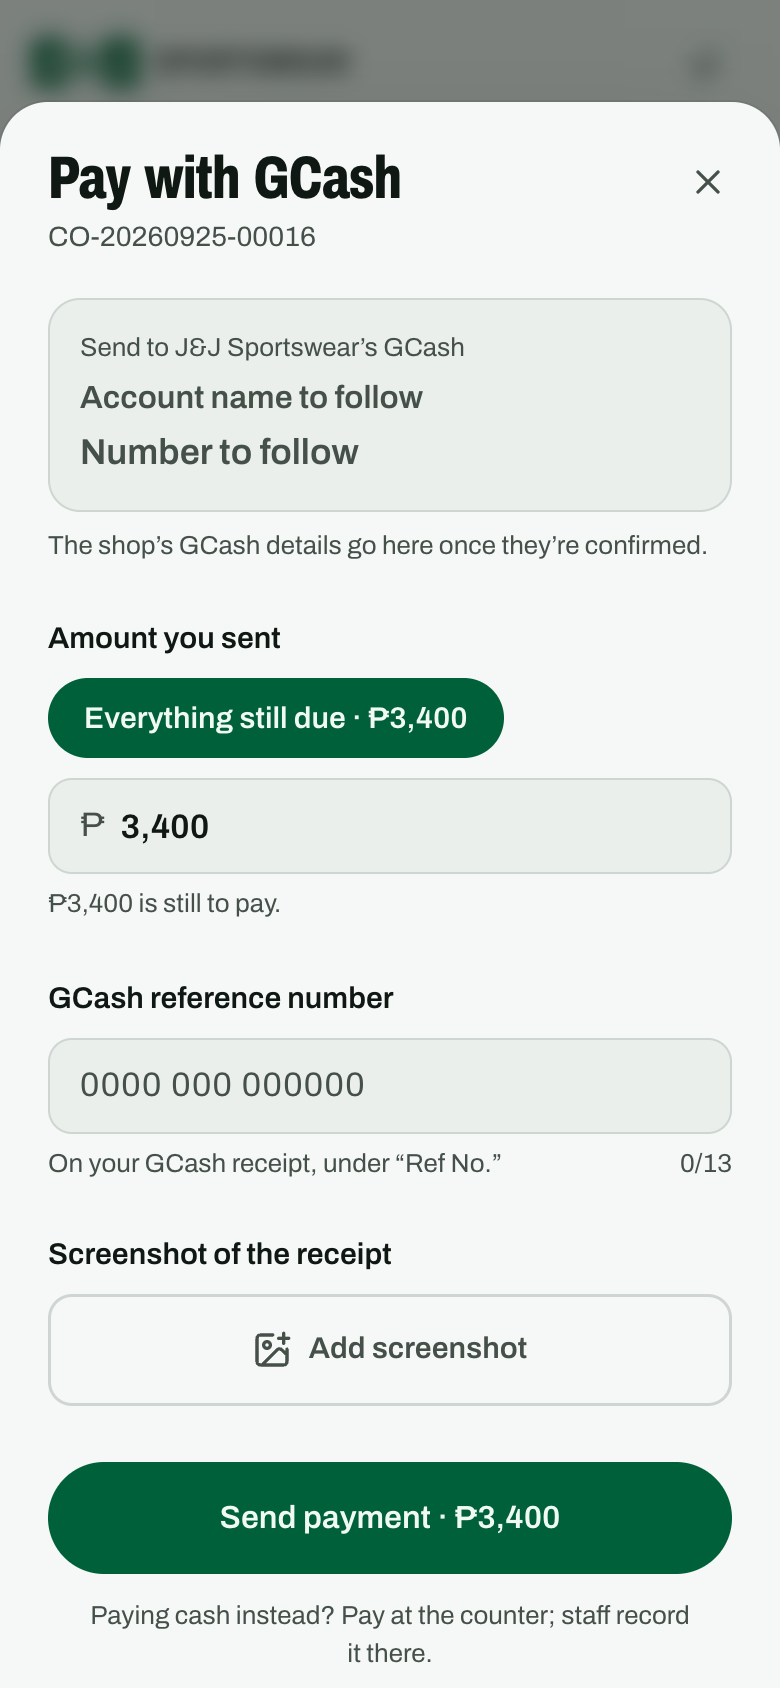 Pay with GCash
CO-20260925-00016
Send to J&J Sportswear’s GCash
Account name to follow
Number to follow
The shop’s GCash details go here once they’re confirmed.
Amount you sent
Everything still due · ₱3,400
₱ 3,400
₱3,400 is still to pay.
GCash reference number
0000 000 000000
On your GCash receipt, under “Ref No.” 0/13
Screenshot of the receipt
Add screenshot
Send payment · ₱3,400
Paying cash instead? Pay at the counter; staff record
it there.